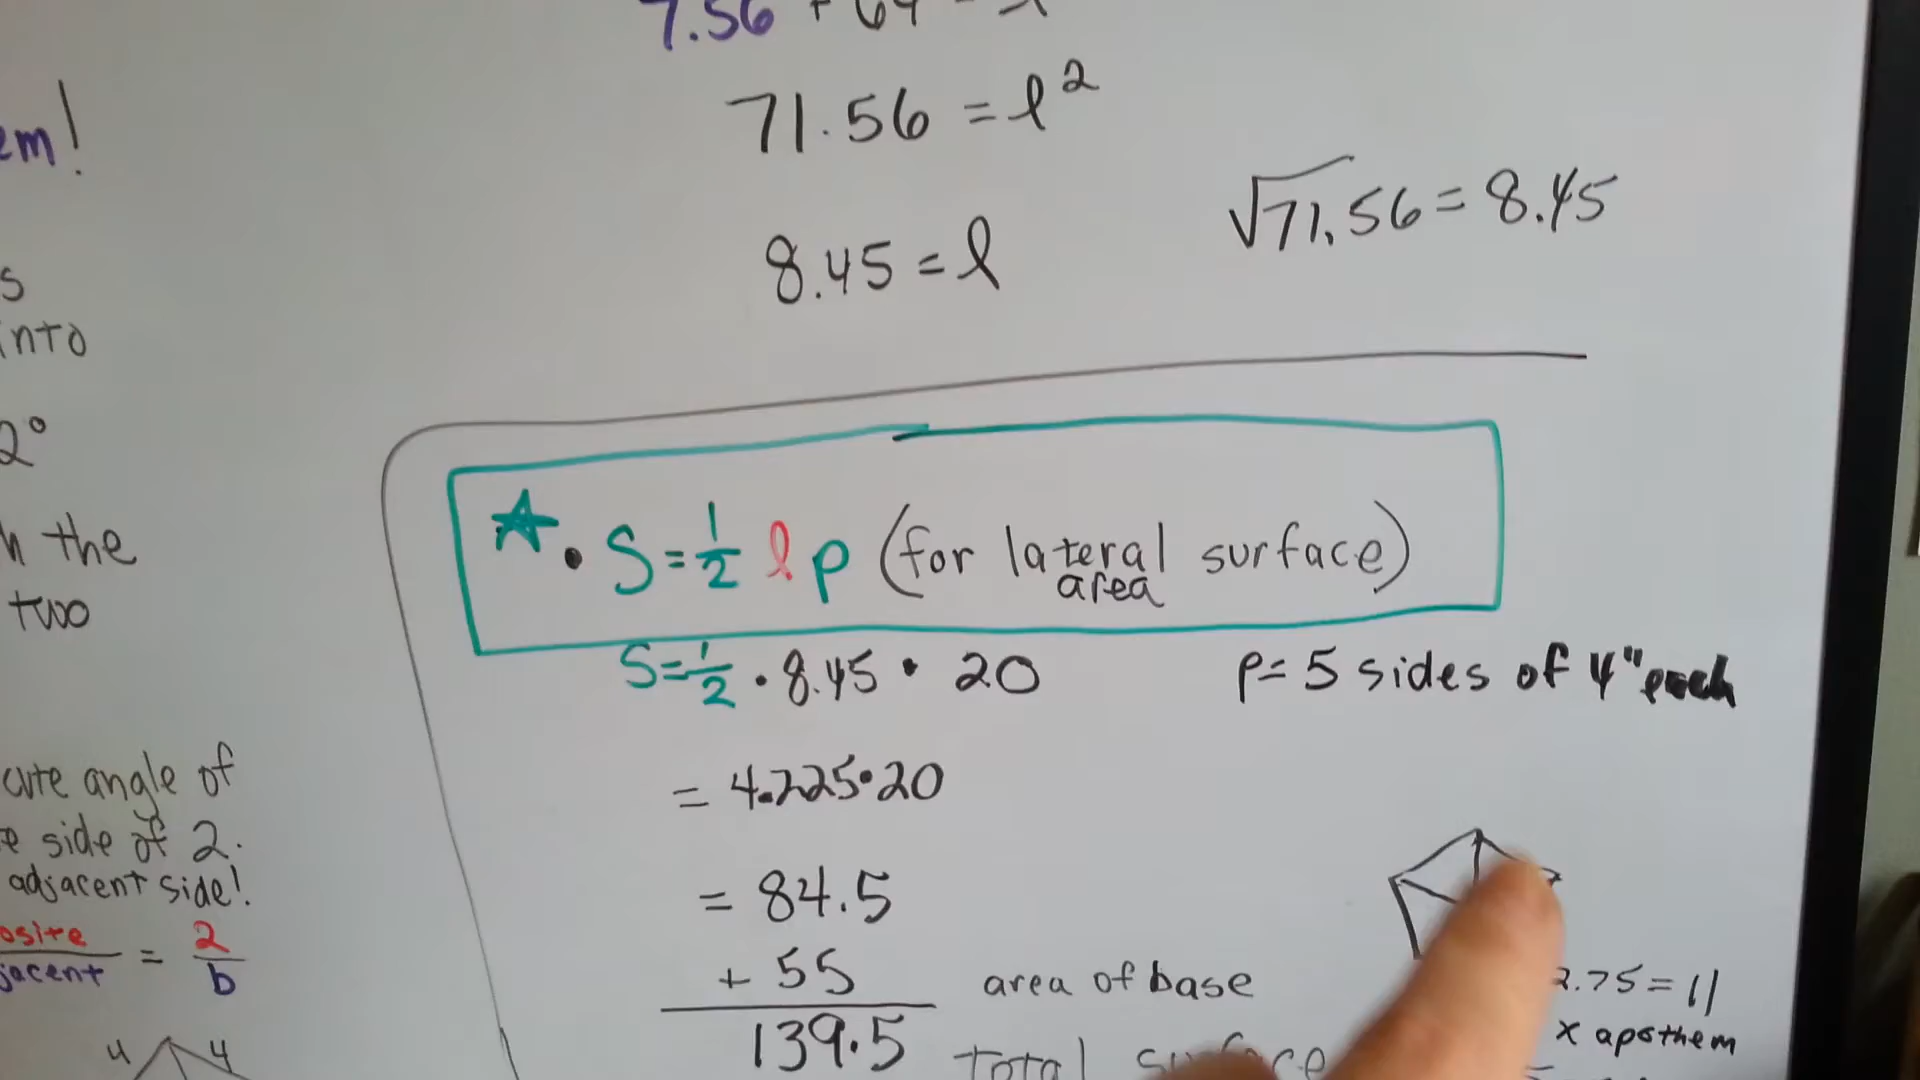 em!
s
into
2°
h the
two
cute angle of
e side of 2.
adjacent side!
osite
jacent = 2
b
4 4
7.56 + 64 =
71.56 = l²
√71.56 = 8.45
8.45 = l
• S = 1/2 l p (for lateral surface)
area
S = 1/2 • 8.45 • 20
p = 5 sides of 4" each
= 4.225 • 20
= 84.5
+ 55 area of base
139.5 Total surface
2.75 = 11
x apothem